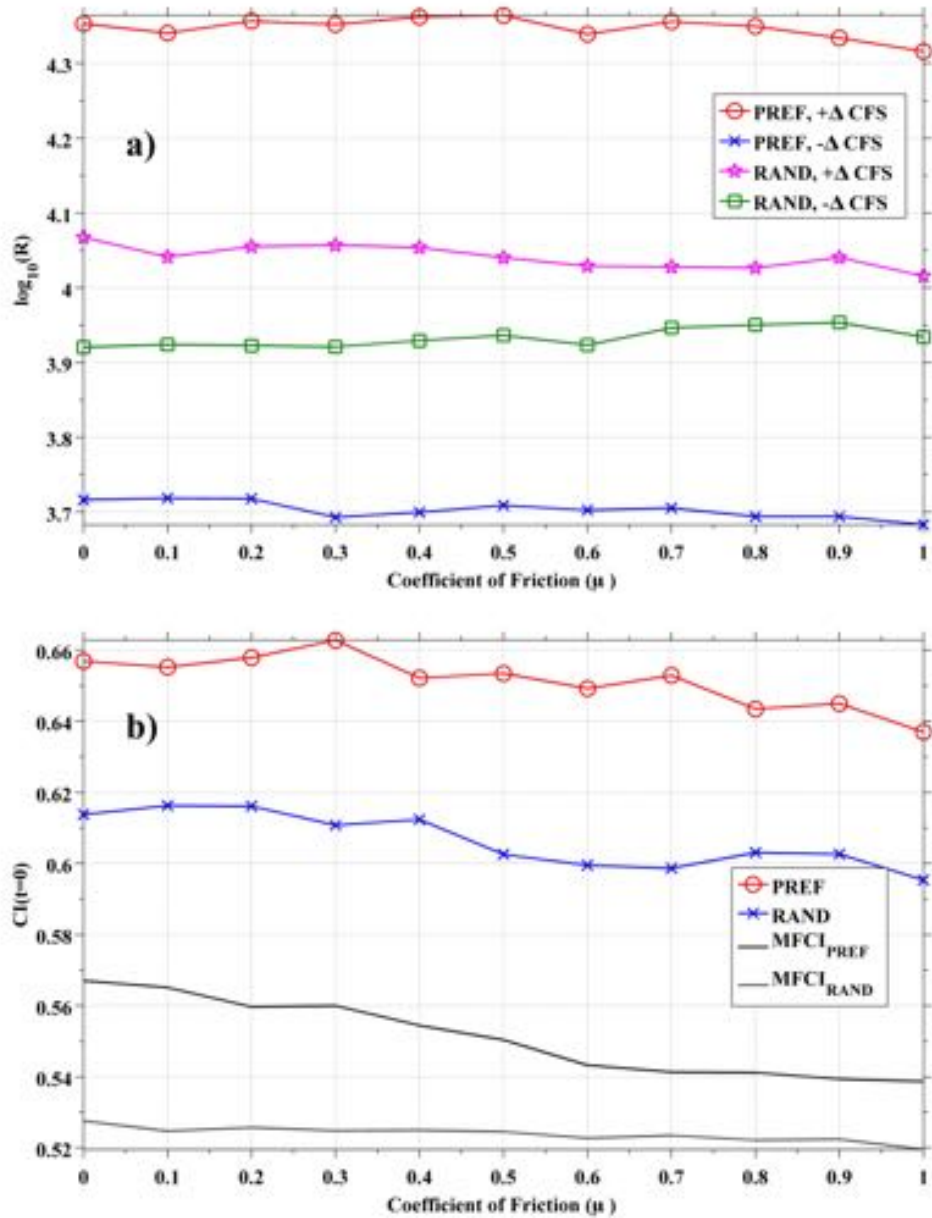 4.3
4.2
4.1
4
3.9
3.8
3.7
log10(R)
a)
PREF, +Δ CFS
PREF, -Δ CFS
RAND, +Δ CFS
RAND, -Δ CFS
0 0.1 0.2 0.3 0.4 0.5 0.6 0.7 0.8 0.9 1
Coefficient of Friction (μ )
0.66
0.64
0.62
0.6
0.58
0.56
0.54
0.52
CI(t=0)
b)
PREF
RAND
MFCIPREF
MFCIRAND
0 0.1 0.2 0.3 0.4 0.5 0.6 0.7 0.8 0.9 1
Coefficient of Friction (μ )